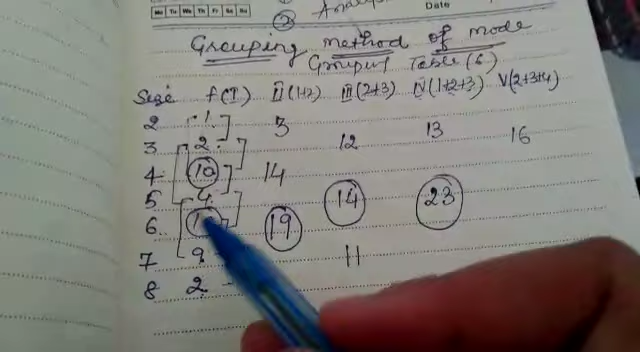 Mo Tu We Th Fr Sa Su
② Analys Date
Grouping method of mode
Grouping Table (6)
Size f(I) II(1+2) III(2+3) IV(1+2+3) V(2+3+4)
2 1 3 13
3 2 12 16
4 10 14
5 4 14 23
6 19
7 9 11
8 2